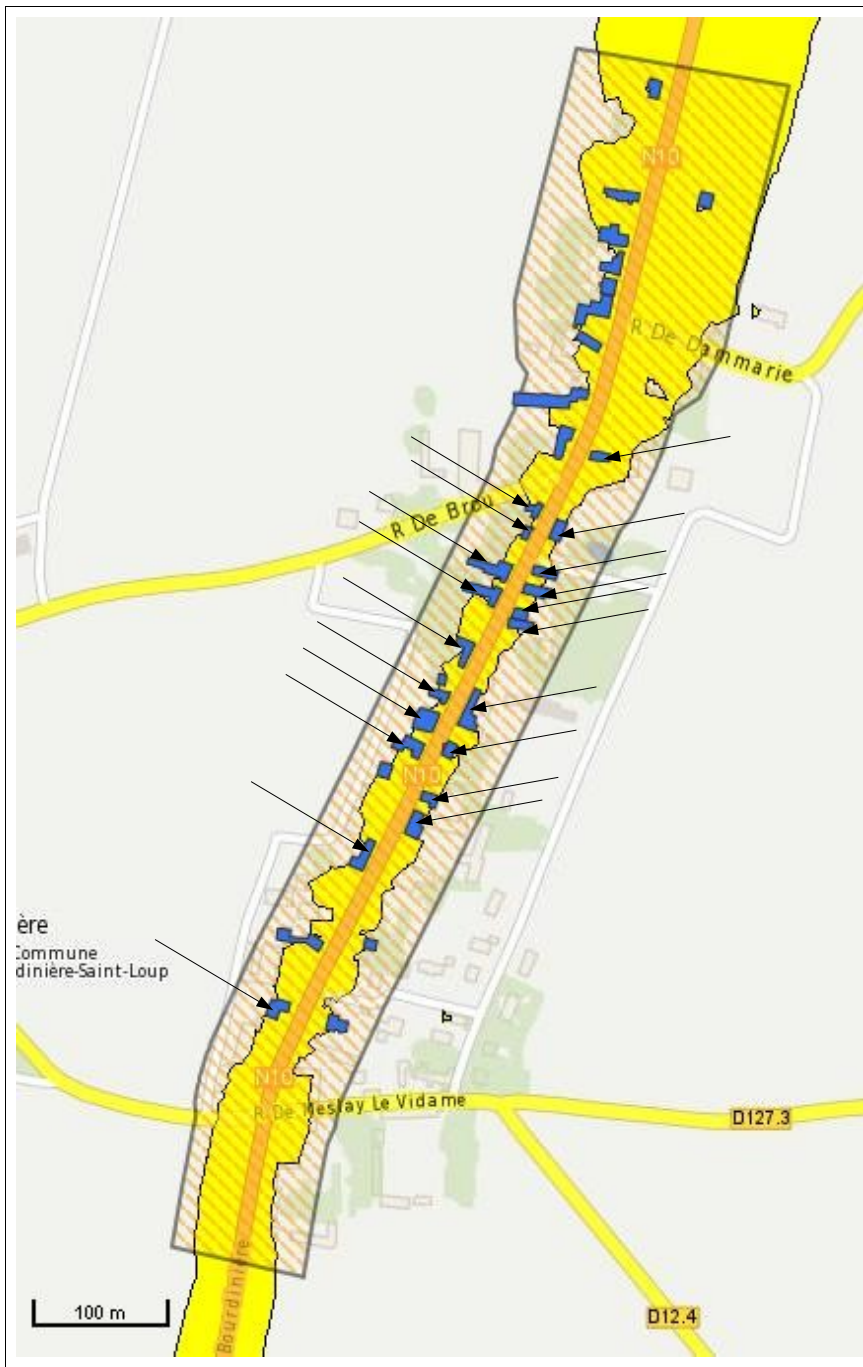 N10
R De Dammarie
R De Brou
N10
ère
Commune
dinière-Saint-Loup
N10
R De Meslay Le Vidame
D127.3
Bourdinière
100 m
D12.4